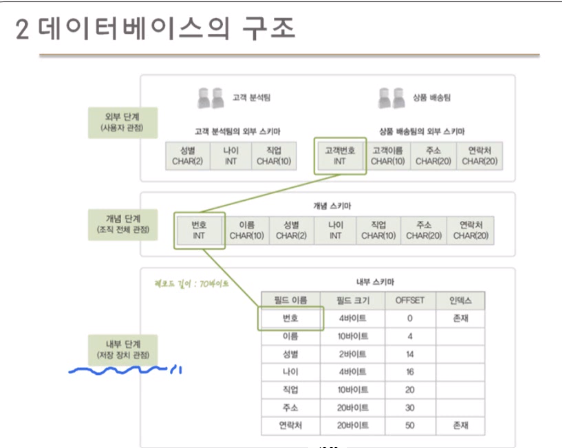 2 데이터베이스의 구조
외부 단계
(사용자 관점)
고객 분석팀
상품 배송팀
고객 분석팀의 외부 스키마
상품 배송팀의 외부 스키마
성별 나이 직업
CHAR(2) INT CHAR(10)
고객번호 고객이름 주소 연락처
INT CHAR(10) CHAR(20) CHAR(20)
개념 단계
(조직 전체 관점)
개념 스키마
번호 이름 성별 나이 직업 주소 연락처
INT CHAR(10) CHAR(2) INT CHAR(10) CHAR(20) CHAR(20)
내부 단계
(저장 장치 관점)
레코드 길이 : 70바이트
내부 스키마
필드 이름 필드 크기 OFFSET 인덱스
번호 4바이트 0 존재
이름 10바이트 4
성별 2바이트 14
나이 4바이트 16
직업 10바이트 20
주소 20바이트 30
연락처 20바이트 50 존재